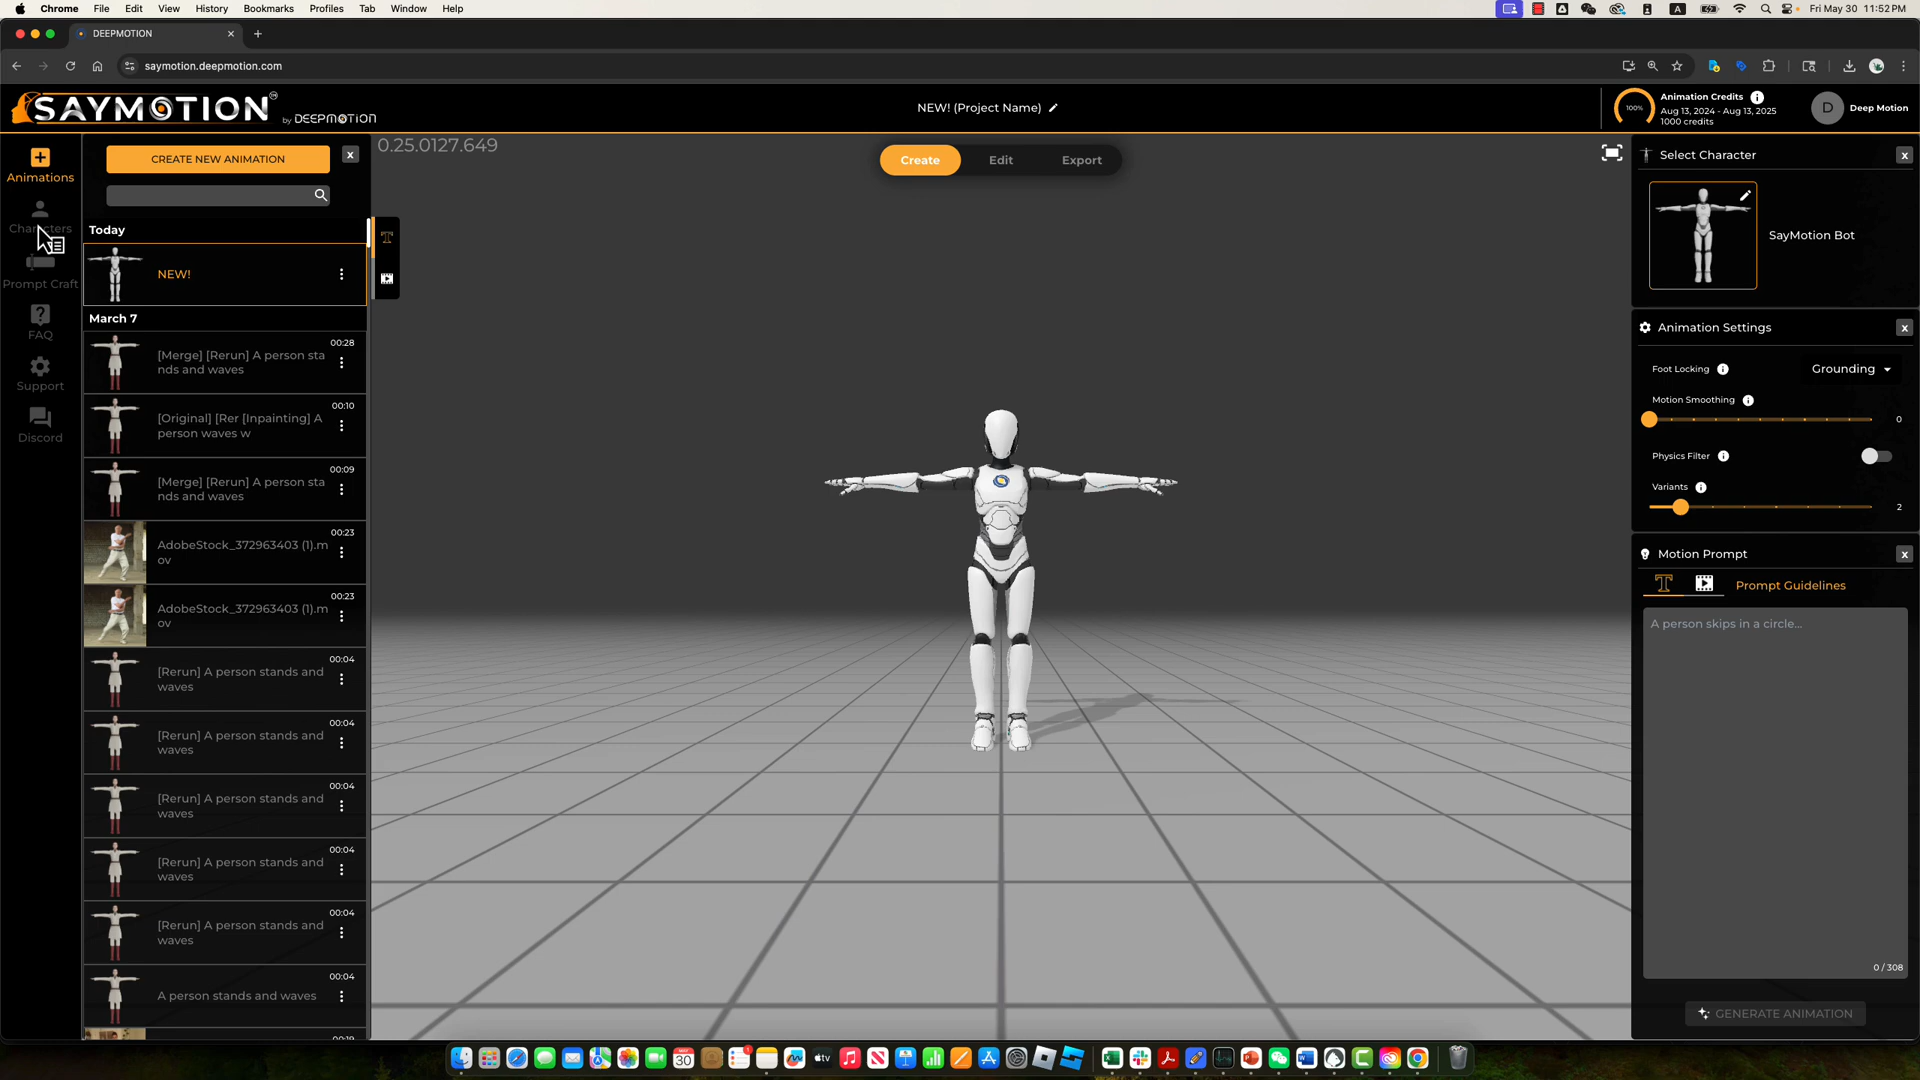 Chrome File Edit View History Bookmarks Profiles Tab Window Help
A
Fri May 30 11:52 PM
DEEPMOTION
saymotion.deepmotion.com
SAYMOTION
by DEEPMOTION
NEW! (Project Name)
100%
Animation Credits
Aug 13, 2024 - Aug 13, 2025
1000 credits
D
Deep Motion
Animations
Characters
Prompt Craft
FAQ
Support
Discord
CREATE NEW ANIMATION
Today
NEW!
March 7
00:28
[Merge] [Rerun] A person sta
nds and waves
00:10
[Original] [Rer [Inpainting] A
person waves w
00:09
[Merge] [Rerun] A person sta
nds and waves
00:23
AdobeStock_372963403 (1).m
ov
00:23
AdobeStock_372963403 (1).m
ov
00:04
[Rerun] A person stands and
waves
00:04
[Rerun] A person stands and
waves
00:04
[Rerun] A person stands and
waves
00:04
[Rerun] A person stands and
waves
00:04
[Rerun] A person stands and
waves
00:04
A person stands and waves
0.25.0127.649
Create Edit Export
Select Character
SayMotion Bot
Animation Settings
Foot Locking
Grounding
Motion Smoothing
0
Physics Filter
Variants
2
Motion Prompt
Prompt Guidelines
A person skips in a circle...
0 / 308
GENERATE ANIMATION